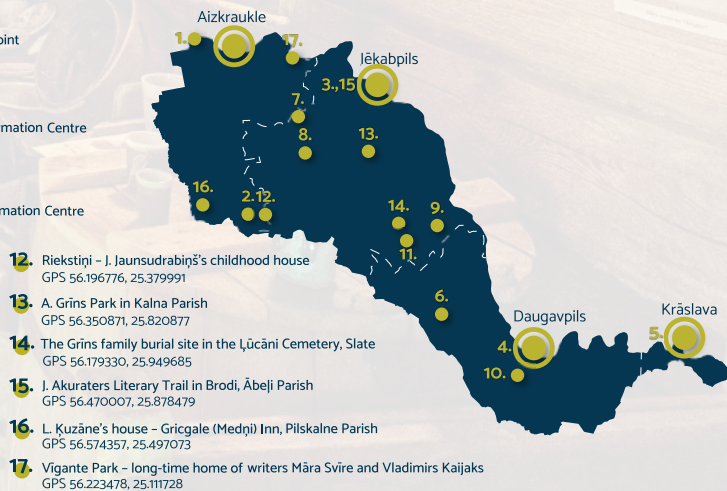 Aizkraukle
oint
1.
17.
Jēkabpils
3.,15
7.
rmation Centre
8.
13.
16.
2.
12.
14.
9.
mation Centre
11.
12. Riekstiņi – J. Jaunsudrabiņš's childhood house
GPS 56.196776, 25.379991
13. A. Grīns Park in Kalna Parish
GPS 56.350871, 25.820877
6.
Daugavpils
Krāslava
14. The Grīns family burial site in the Ļūcāni Cemetery, Slate
GPS 56.179330, 25.949685
4.
5.
10.
15. J. Akuraters Literary Trail in Brodi, Ābeļi Parish
GPS 56.470007, 25.878479
16. L. Ķuzāne's house – Gricgale (Medņi) Inn, Pilskalne Parish
GPS 56.574357, 25.497073
17. Vīgante Park – long-time home of writers Māra Svīre and Vladimirs Kaijaks
GPS 56.223478, 25.111728